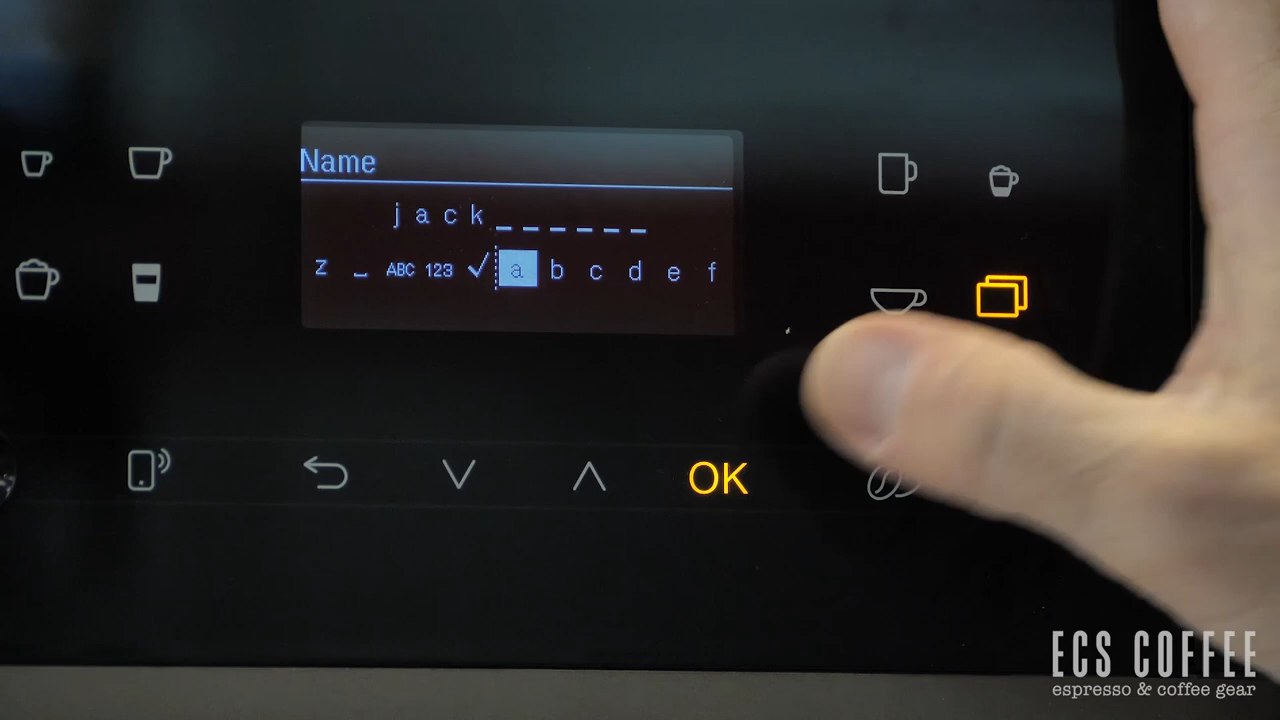 Name
jack______
z ⎵ ABC 123 ✓ a b c d e f
OK
ECS COFFEE
espresso & coffee gear